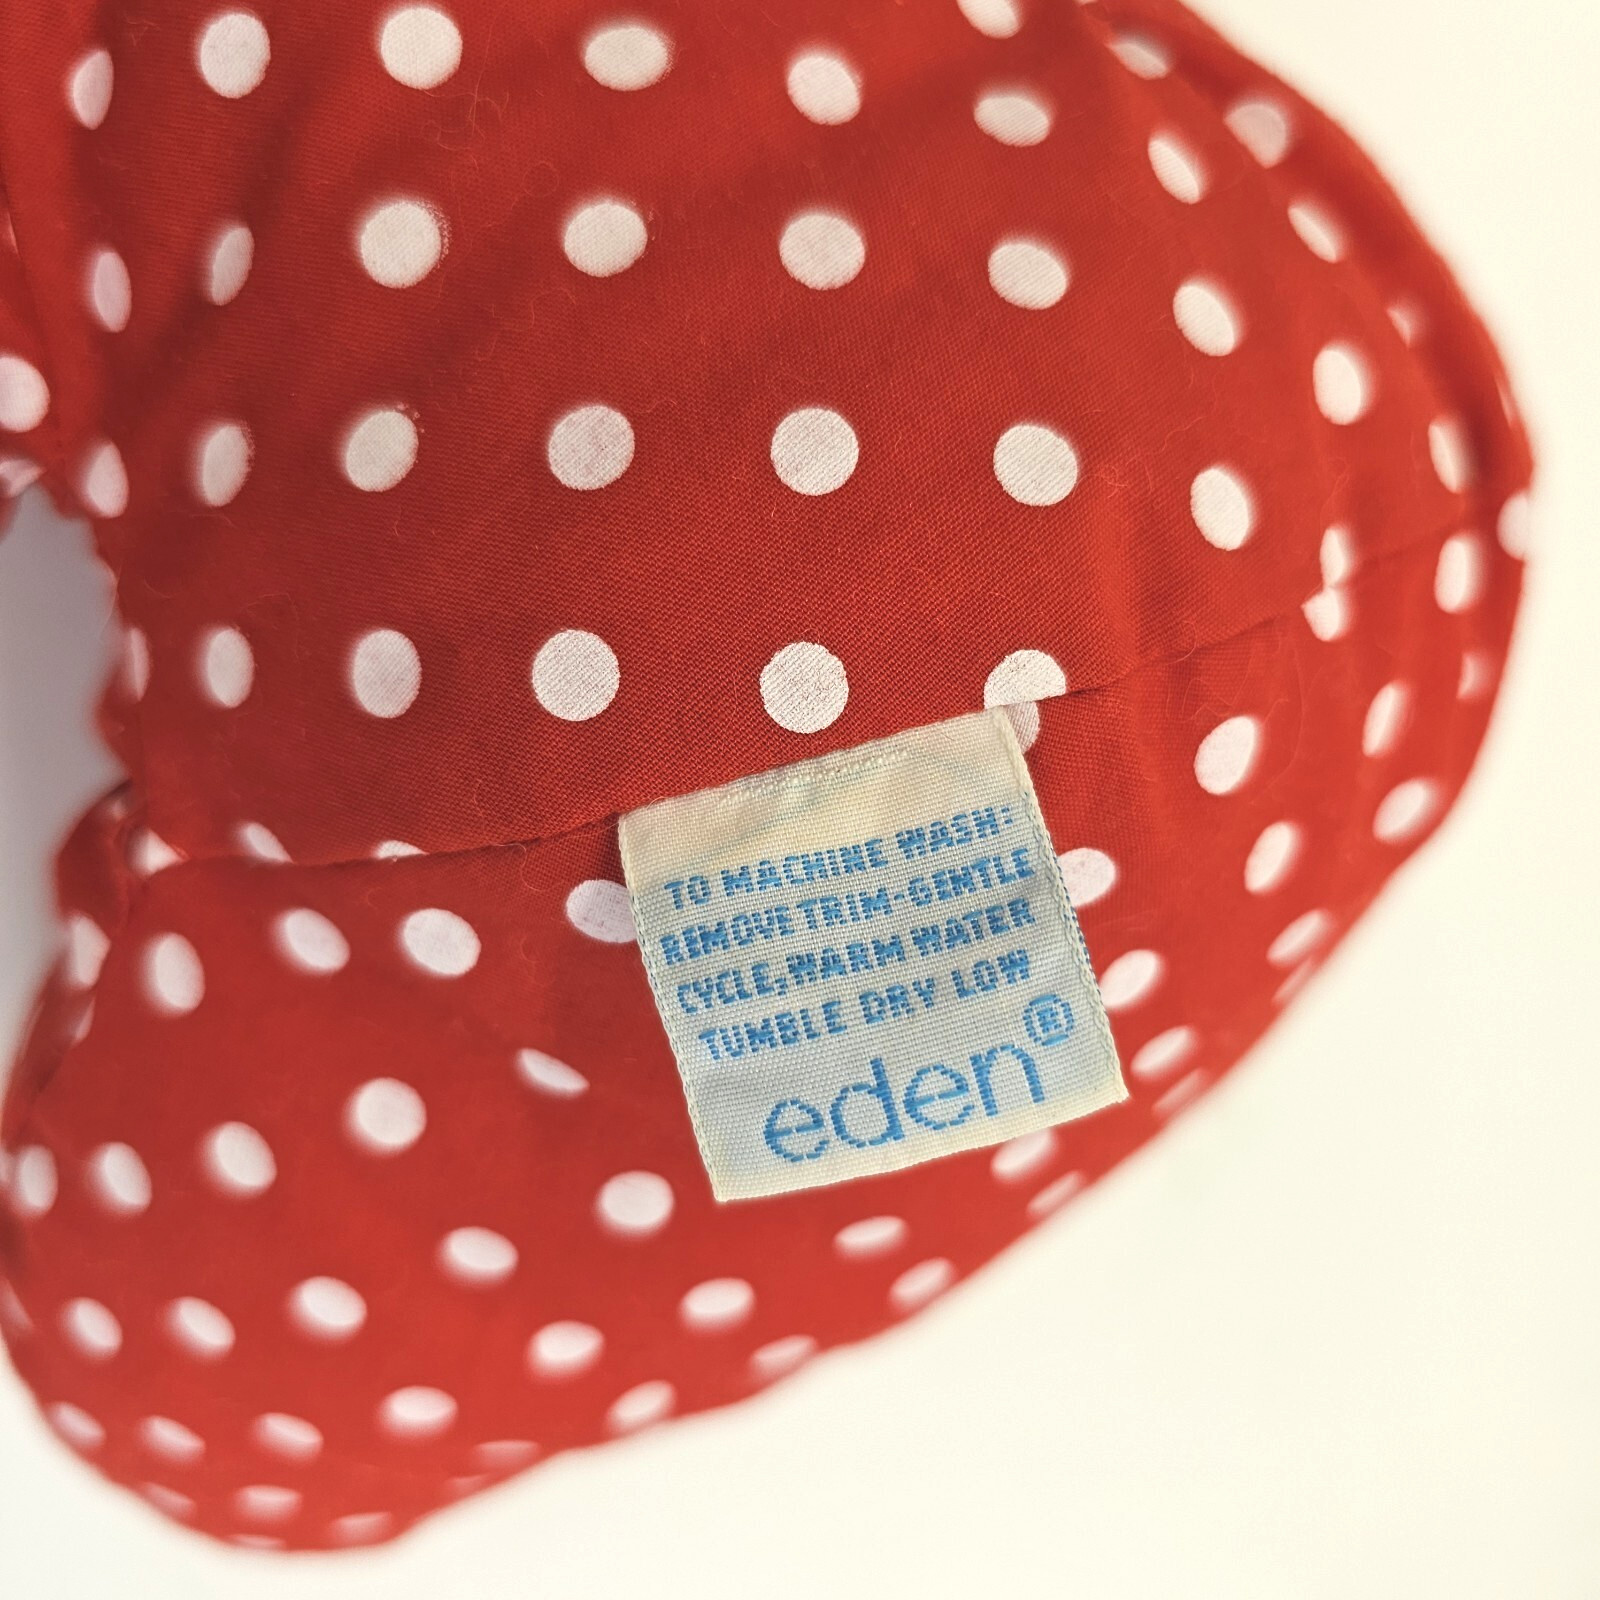 TO MACHINE WASH:
REMOVE TRIM-GENTLE
CYCLE, WARM WATER
TUMBLE DRY LOW
eden®